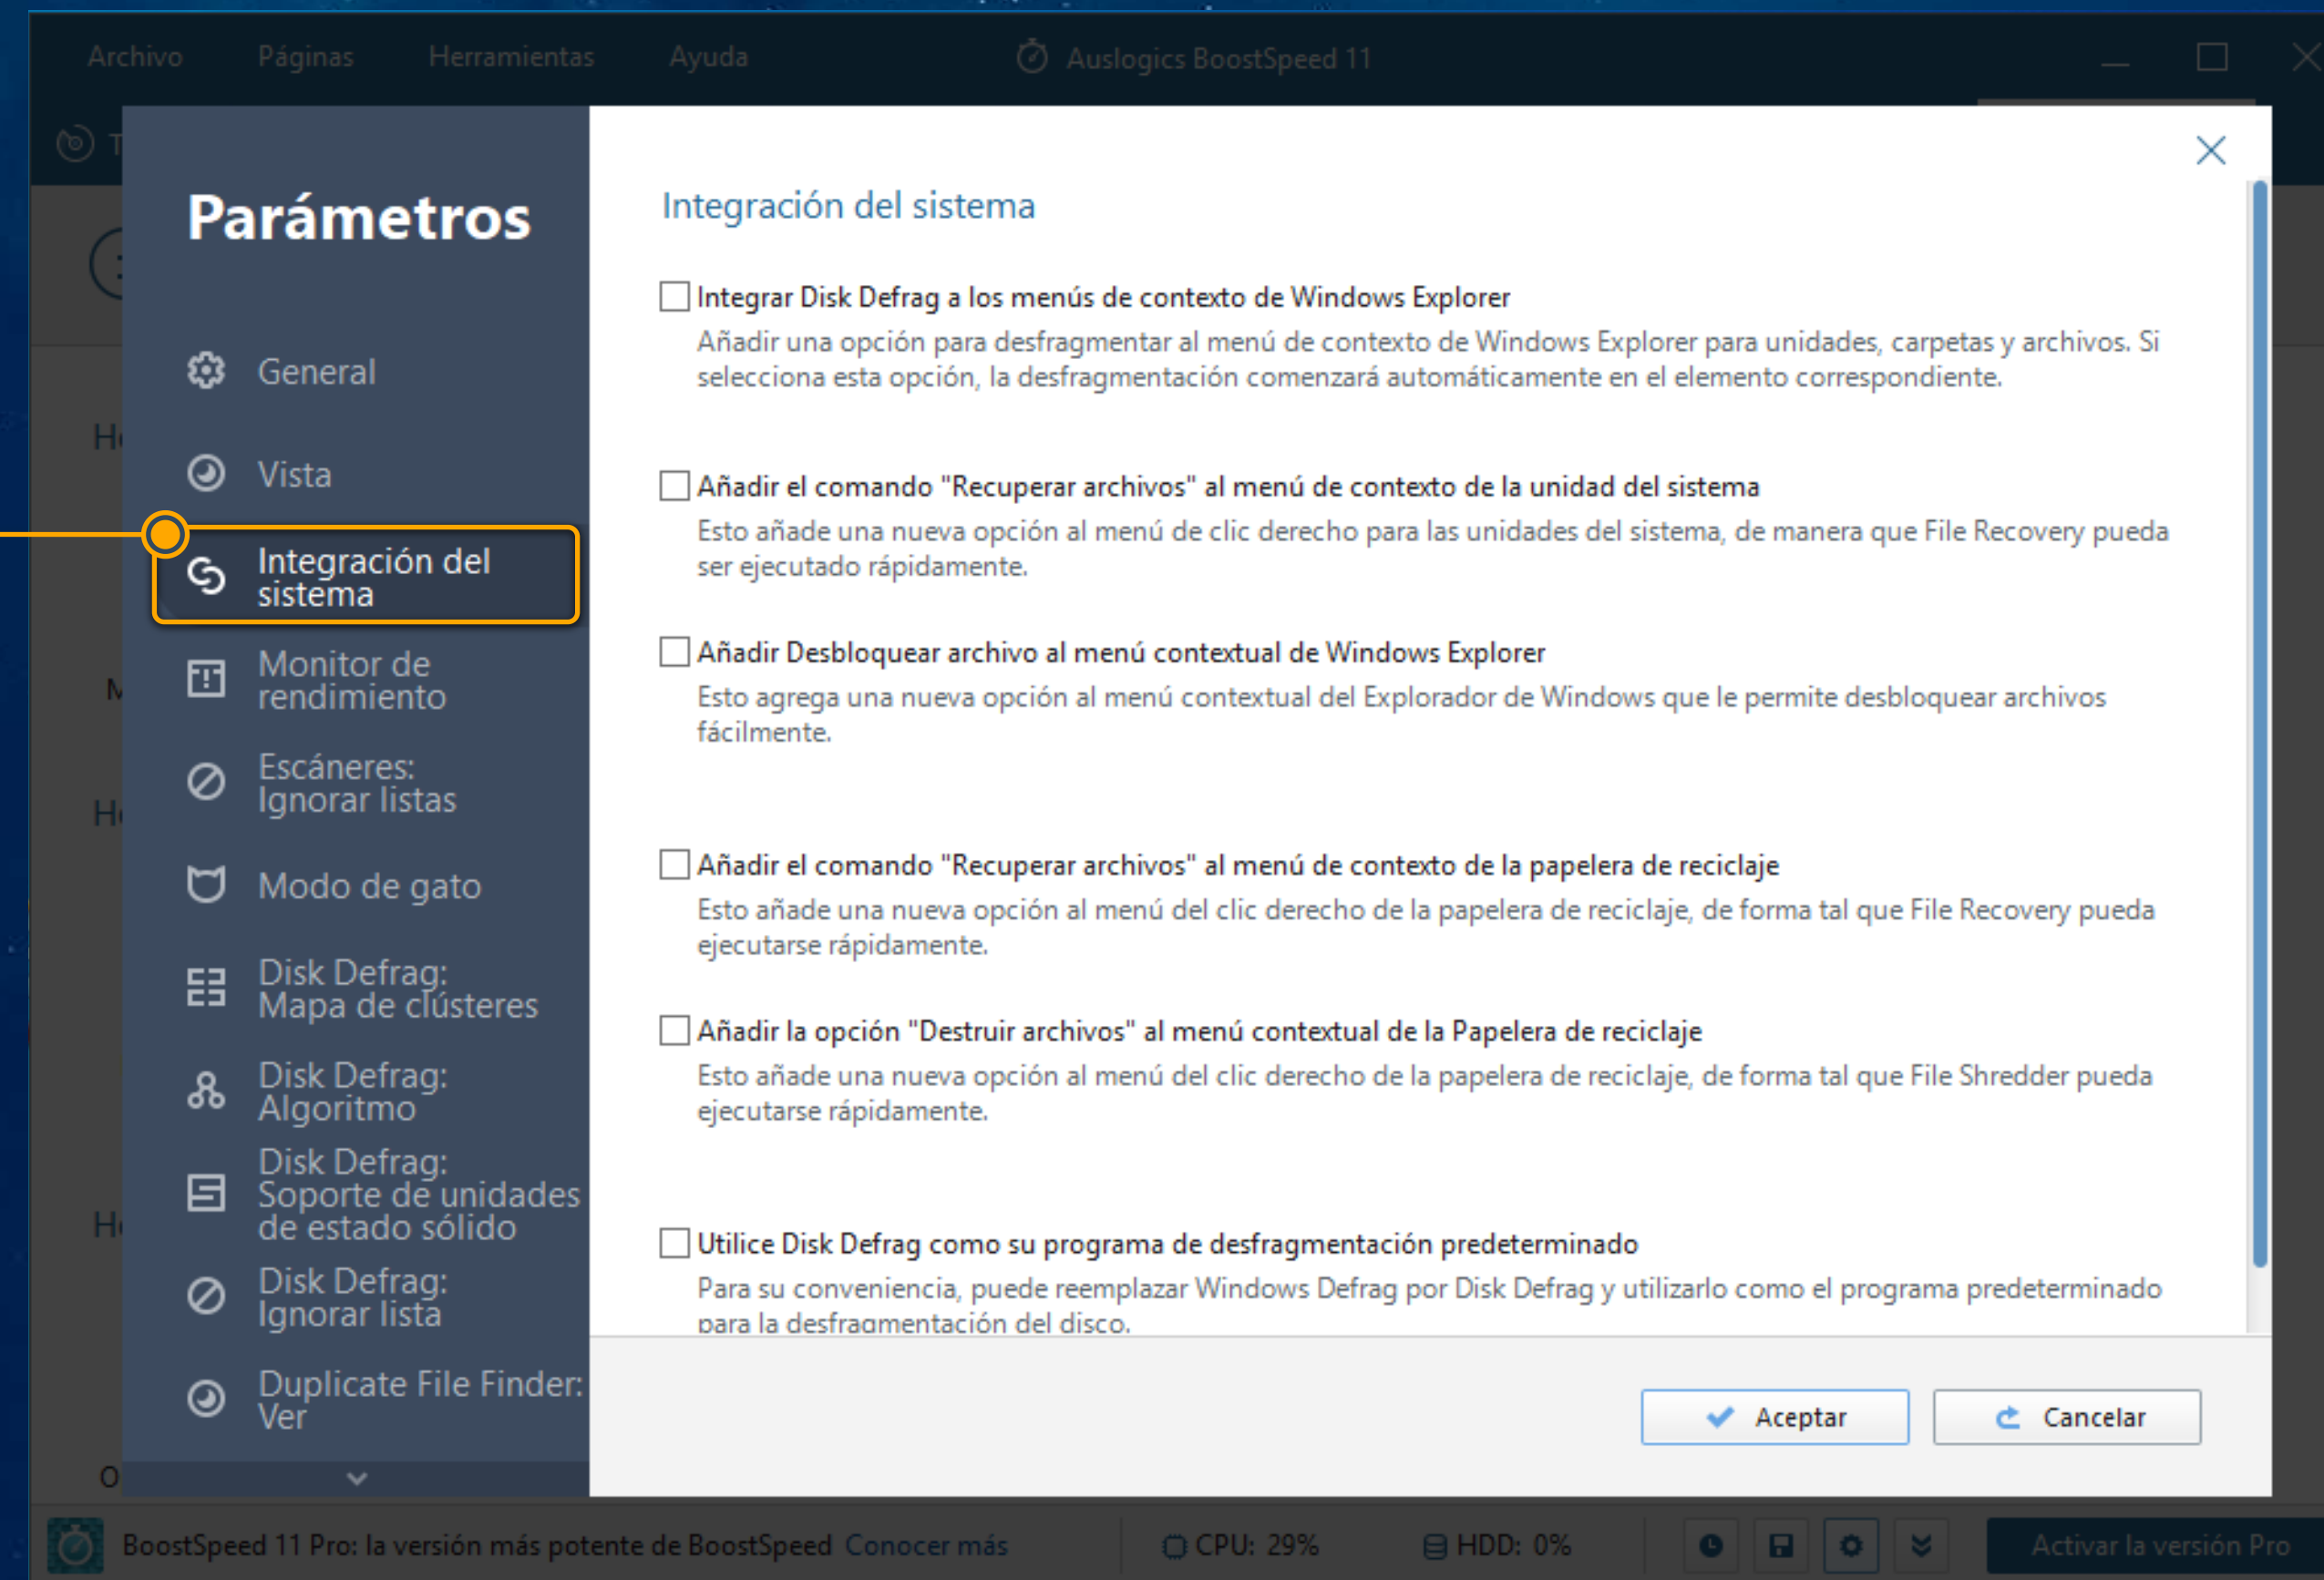 Archivo Páginas Herramientas Ayuda Auslogics BoostSpeed 11
Parámetros
General
Vista
Integración del
sistema
Monitor de
rendimiento
Escáneres:
Ignorar listas
Modo de gato
Disk Defrag:
Mapa de clústeres
Disk Defrag:
Algoritmo
Disk Defrag:
Soporte de unidades
de estado sólido
Disk Defrag:
Ignorar lista
Duplicate File Finder:
Ver
Integración del sistema
Integrar Disk Defrag a los menús de contexto de Windows Explorer
Añadir una opción para desfragmentar al menú de contexto de Windows Explorer para unidades, carpetas y archivos. Si
selecciona esta opción, la desfragmentación comenzará automáticamente en el elemento correspondiente.
Añadir el comando "Recuperar archivos" al menú de contexto de la unidad del sistema
Esto añade una nueva opción al menú de clic derecho para las unidades del sistema, de manera que File Recovery pueda
ser ejecutado rápidamente.
Añadir Desbloquear archivo al menú contextual de Windows Explorer
Esto agrega una nueva opción al menú contextual del Explorador de Windows que le permite desbloquear archivos
fácilmente.
Añadir el comando "Recuperar archivos" al menú de contexto de la papelera de reciclaje
Esto añade una nueva opción al menú del clic derecho de la papelera de reciclaje, de forma tal que File Recovery pueda
ejecutarse rápidamente.
Añadir la opción "Destruir archivos" al menú contextual de la Papelera de reciclaje
Esto añade una nueva opción al menú del clic derecho de la papelera de reciclaje, de forma tal que File Shredder pueda
ejecutarse rápidamente.
Utilice Disk Defrag como su programa de desfragmentación predeterminado
Para su conveniencia, puede reemplazar Windows Defrag por Disk Defrag y utilizarlo como el programa predeterminado
para la desfragmentación del disco.
Aceptar Cancelar
BoostSpeed 11 Pro: la versión más potente de BoostSpeed Conocer más CPU: 29% HDD: 0% Activar la versión Pro